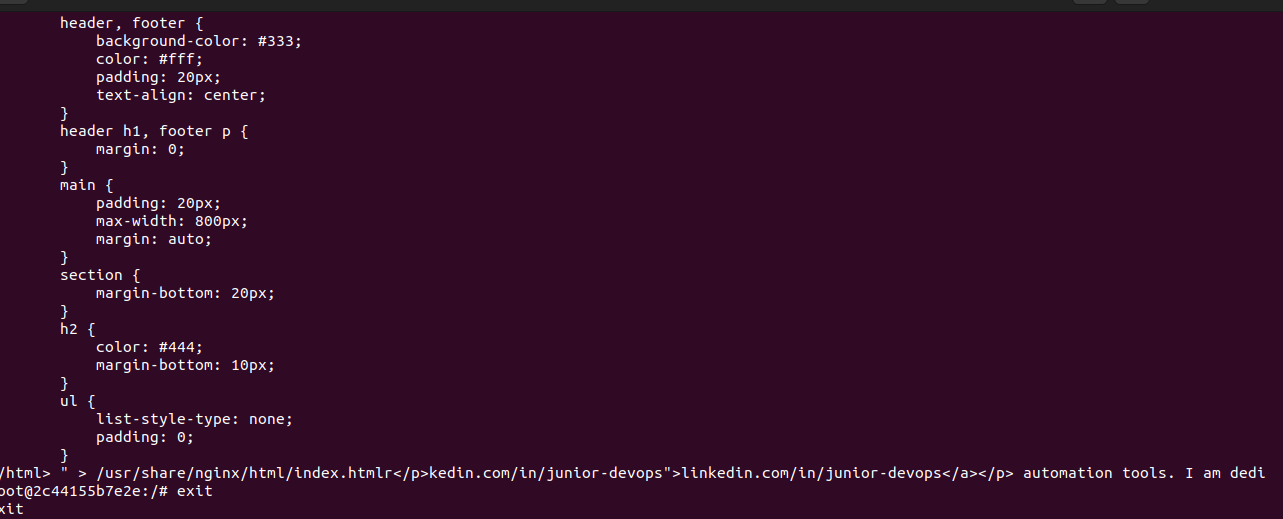 header, footer {
background-color: #333;
color: #fff;
padding: 20px;
text-align: center;
}
header h1, footer p {
margin: 0;
}
main {
padding: 20px;
max-width: 800px;
margin: auto;
}
section {
margin-bottom: 20px;
}
h2 {
color: #444;
margin-bottom: 10px;
}
ul {
list-style-type: none;
padding: 0;
}
/html> " > /usr/share/nginx/html/index.htmlr</p>kedin.com/in/junior-devops">linkedin.com/in/junior-devops</a></p> automation tools. I am dedi
oot@2c44155b7e2e:/# exit
xit